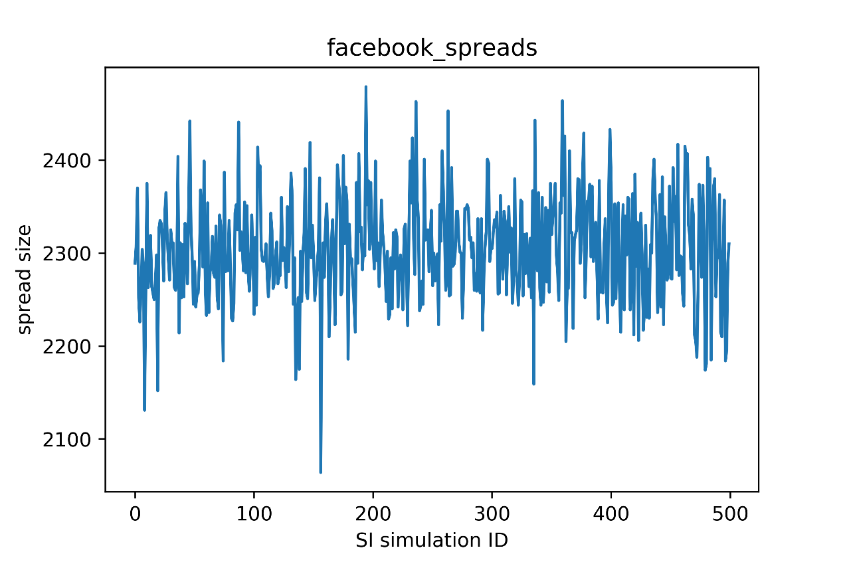 facebook_spreads
2400
2300
2200
2100
spread size
0 100 200 300 400 500
SI simulation ID